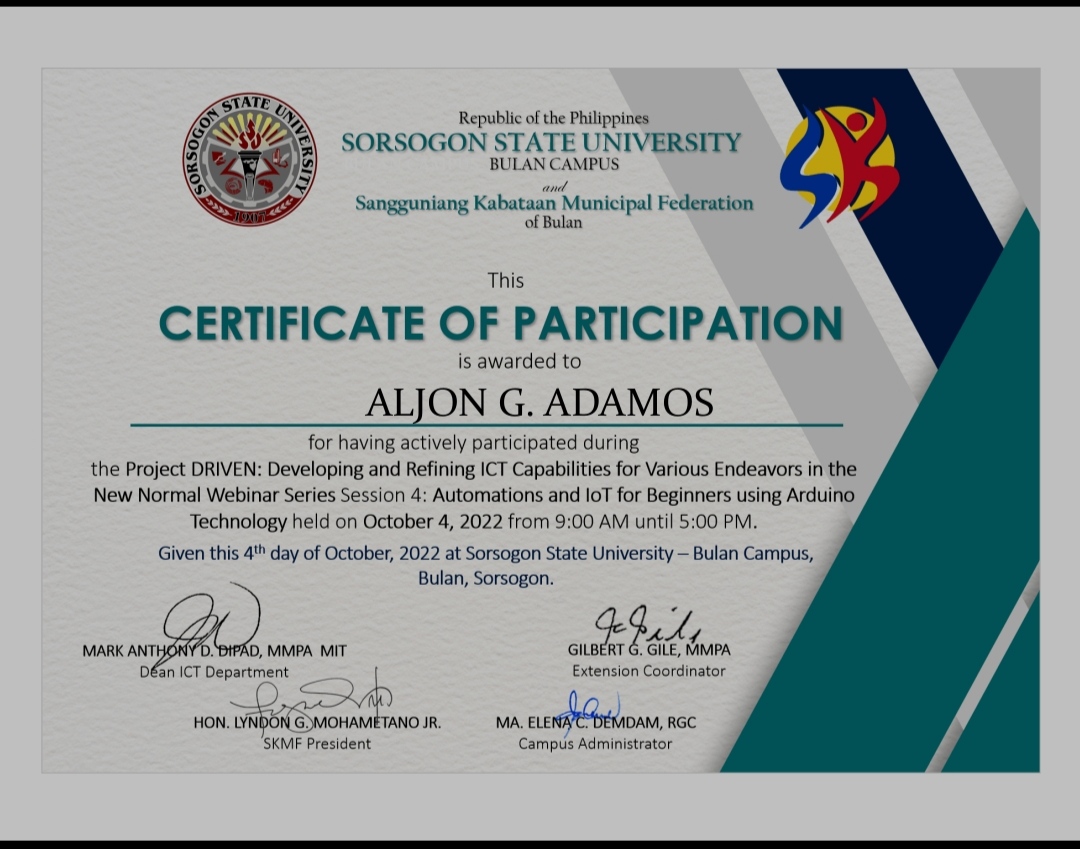 SORSOGON STATE UNIVERSITY
1907
Republic of the Philippines
SORSOGON STATE UNIVERSITY
BULAN CAMPUS
and
Sangguniang Kabataan Municipal Federation
of Bulan
This
CERTIFICATE OF PARTICIPATION
is awarded to
ALJON G. ADAMOS
for having actively participated during
the Project DRIVEN: Developing and Refining ICT Capabilities for Various Endeavors in the
New Normal Webinar Series Session 4: Automations and IoT for Beginners using Arduino
Technology held on October 4, 2022 from 9:00 AM until 5:00 PM.
Given this 4th day of October, 2022 at Sorsogon State University – Bulan Campus,
Bulan, Sorsogon.
MARK ANTHONY D. DIPAD, MMPA MIT
Dean ICT Department
GILBERT G. GILE, MMPA
Extension Coordinator
HON. LYNDON G. MOHAMETANO JR.
SKMF President
MA. ELENA C. DEMDAM, RGC
Campus Administrator